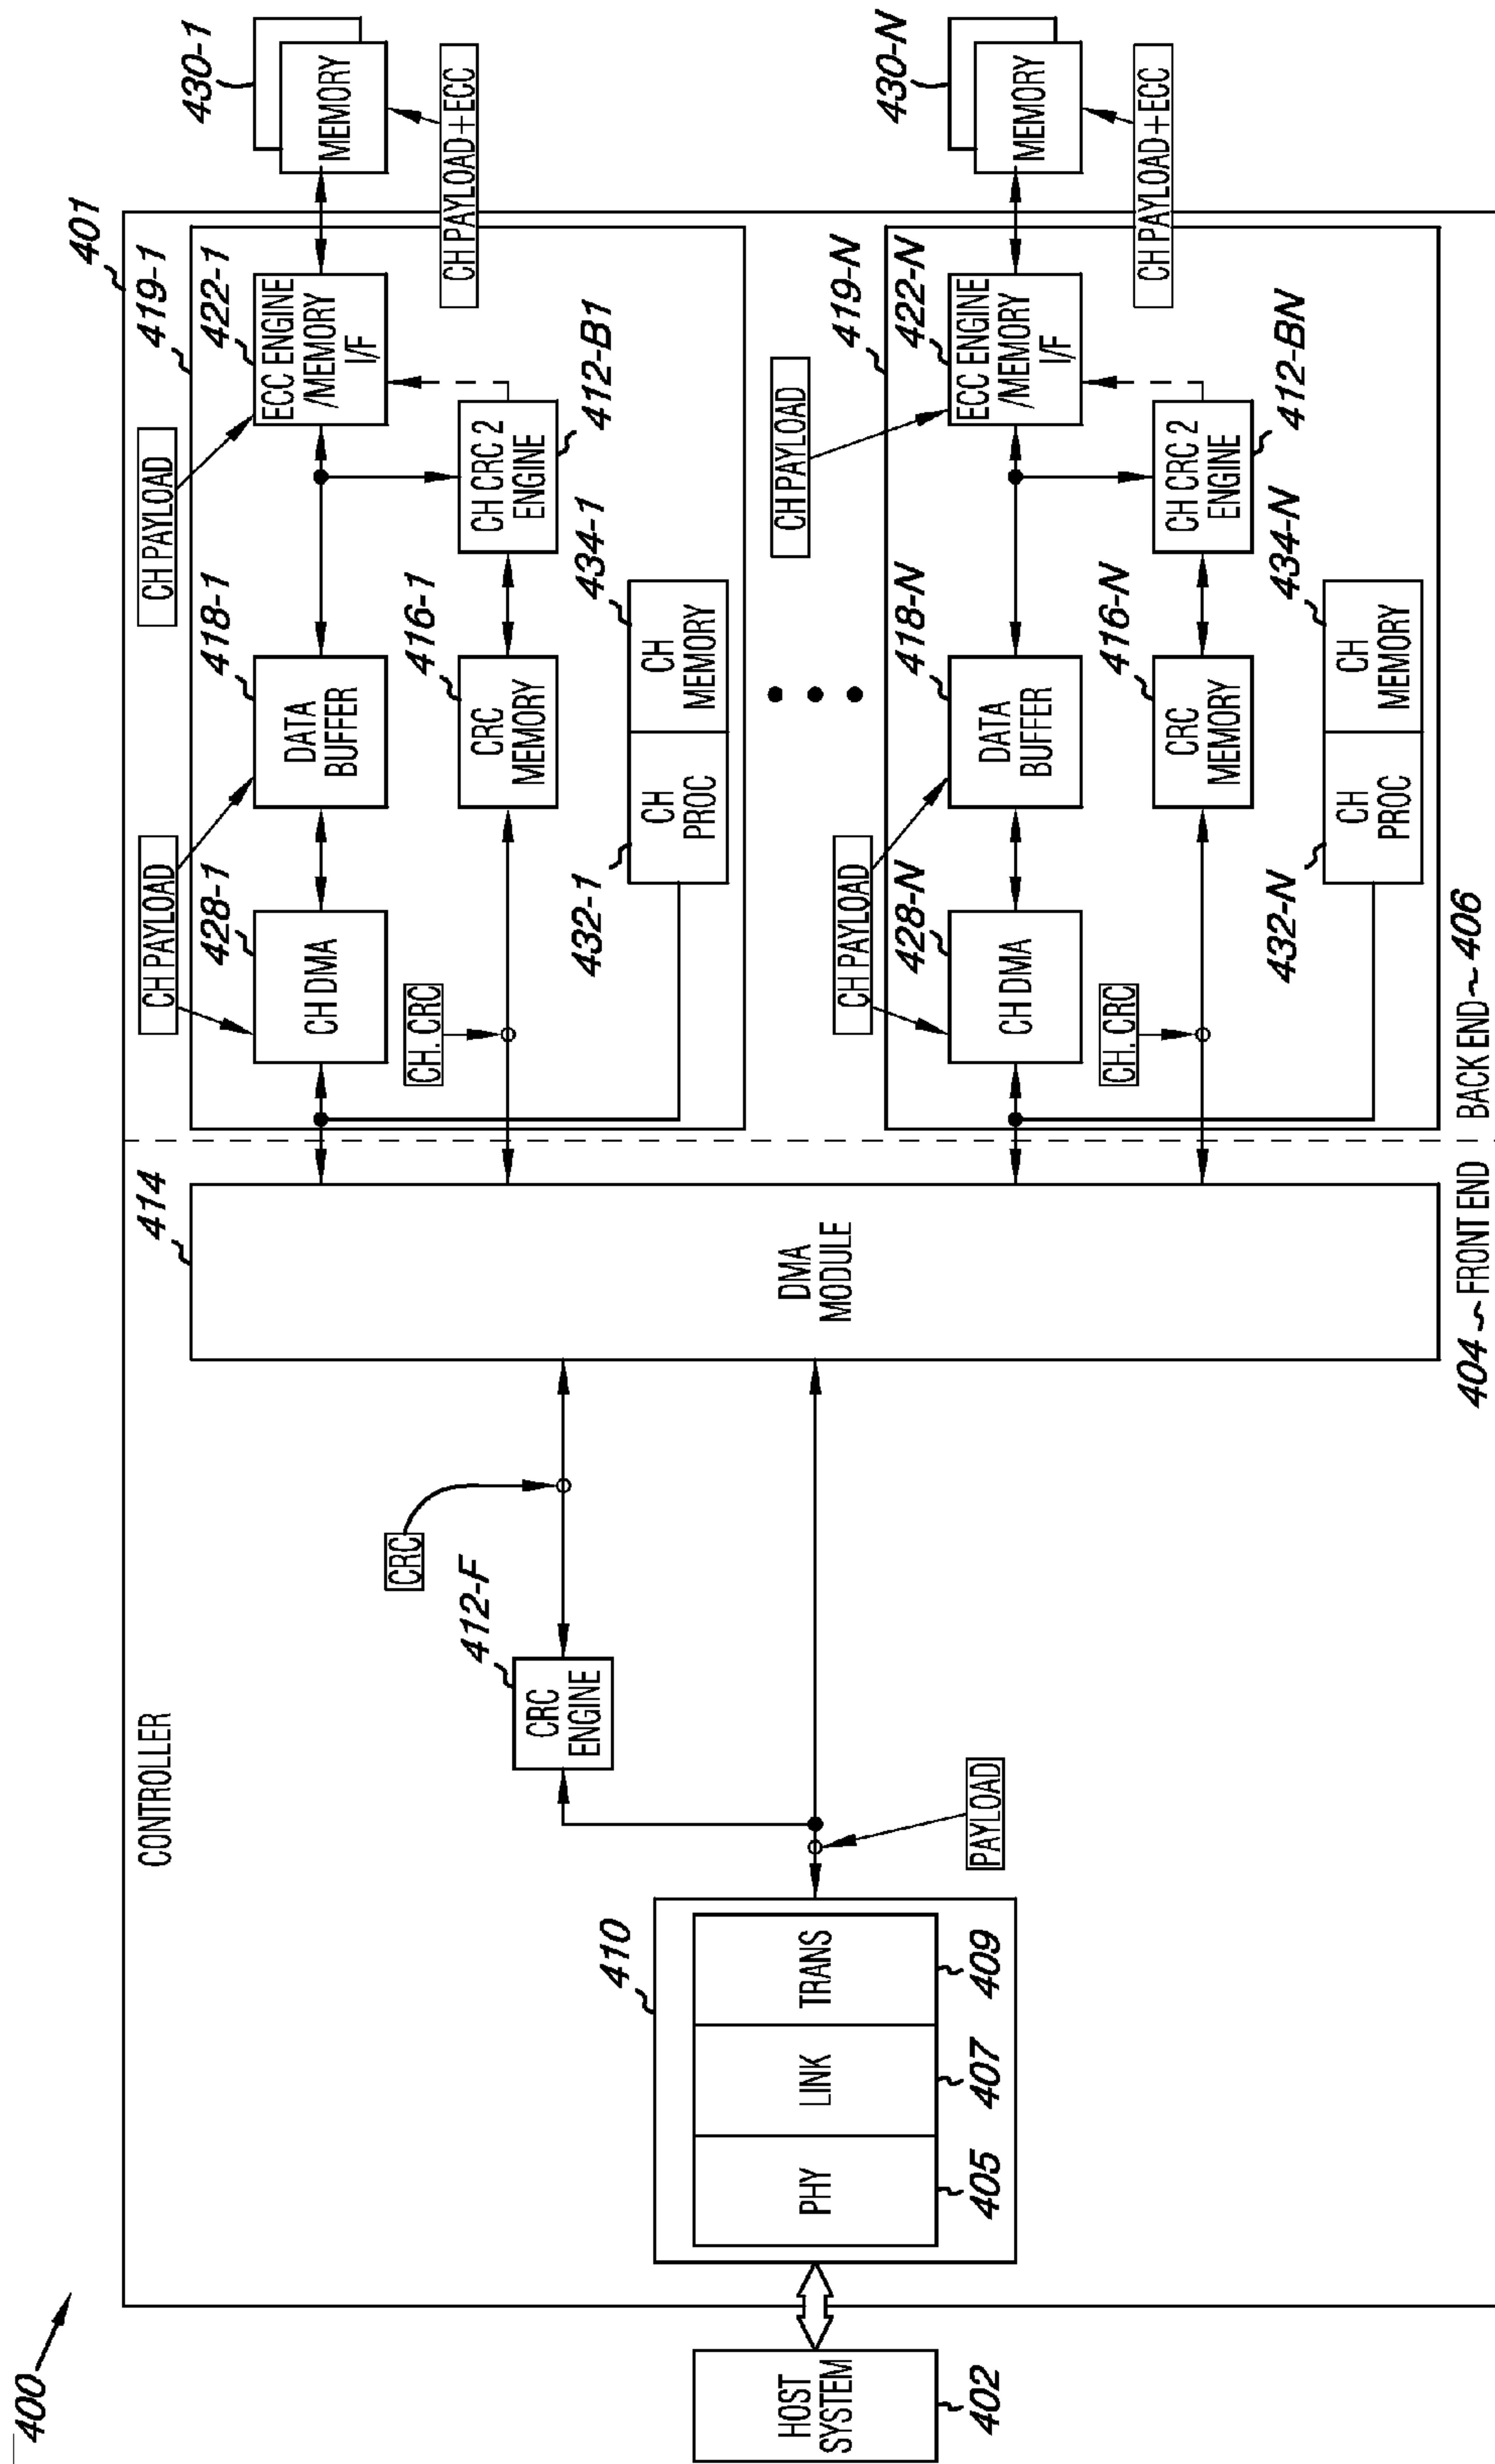 400
HOST
SYSTEM
402
CONTROLLER
401
410
PHY
LINK
TRANS
405
407
409
PAYLOAD
412-F
CRC
ENGINE
CRC
414
DMA
MODULE
404 FRONT END
BACK END 406
419-1
CH PAYLOAD
CH PAYLOAD
428-1
CH DMA
418-1
DATA
BUFFER
422-1
ECC ENGINE
/MEMORY
I/F
CH. CRC
416-1
CRC
MEMORY
412-B1
CH CRC 2
ENGINE
432-1
CH
PROC
434-1
CH
MEMORY
430-1
MEMORY
CH PAYLOAD+ECC
419-N
CH PAYLOAD
CH PAYLOAD
428-N
CH DMA
418-N
DATA
BUFFER
422-N
ECC ENGINE
/MEMORY
I/F
CH. CRC
416-N
CRC
MEMORY
412-BN
CH CRC 2
ENGINE
432-N
CH
PROC
434-N
CH
MEMORY
430-N
MEMORY
CH PAYLOAD+ECC